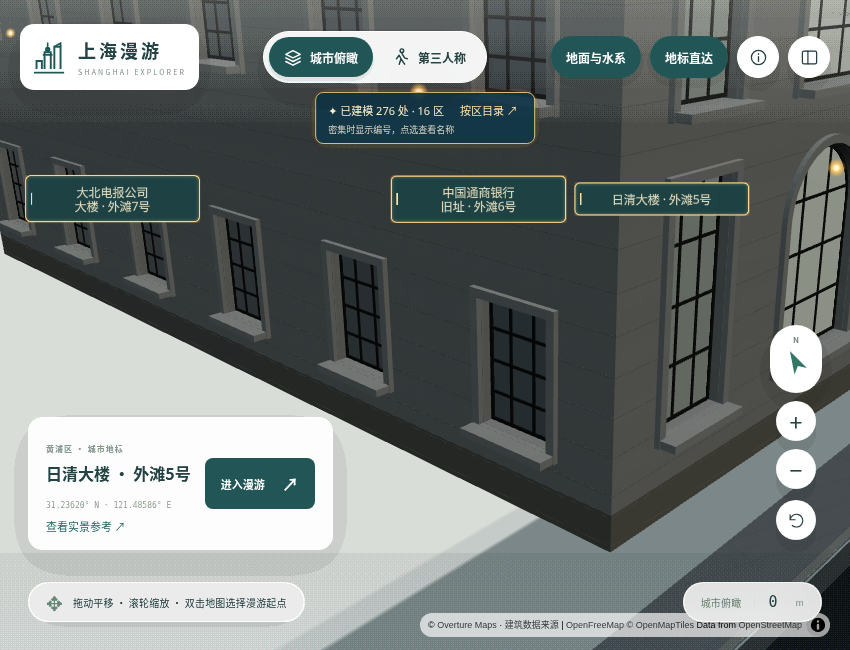 上海漫游
SHANGHAI EXPLORER
城市俯瞰
第三人称
地面与水系
地标直达
✦ 已建模 276 处 · 16 区 按区目录 ↗
密集时显示编号，点选查看名称
大北电报公司
大楼 · 外滩7号
中国通商银行
旧址 · 外滩6号
日清大楼 · 外滩5号
N
+
−
黄浦区 · 城市地标
日清大楼 · 外滩5号
进入漫游 ↗
31.23620° N · 121.48586° E
查看实景参考 ↗
拖动平移 · 滚轮缩放 · 双击地图选择漫游起点
城市俯瞰 0 m
© Overture Maps · 建筑数据来源 | OpenFreeMap © OpenMapTiles Data from OpenStreetMap